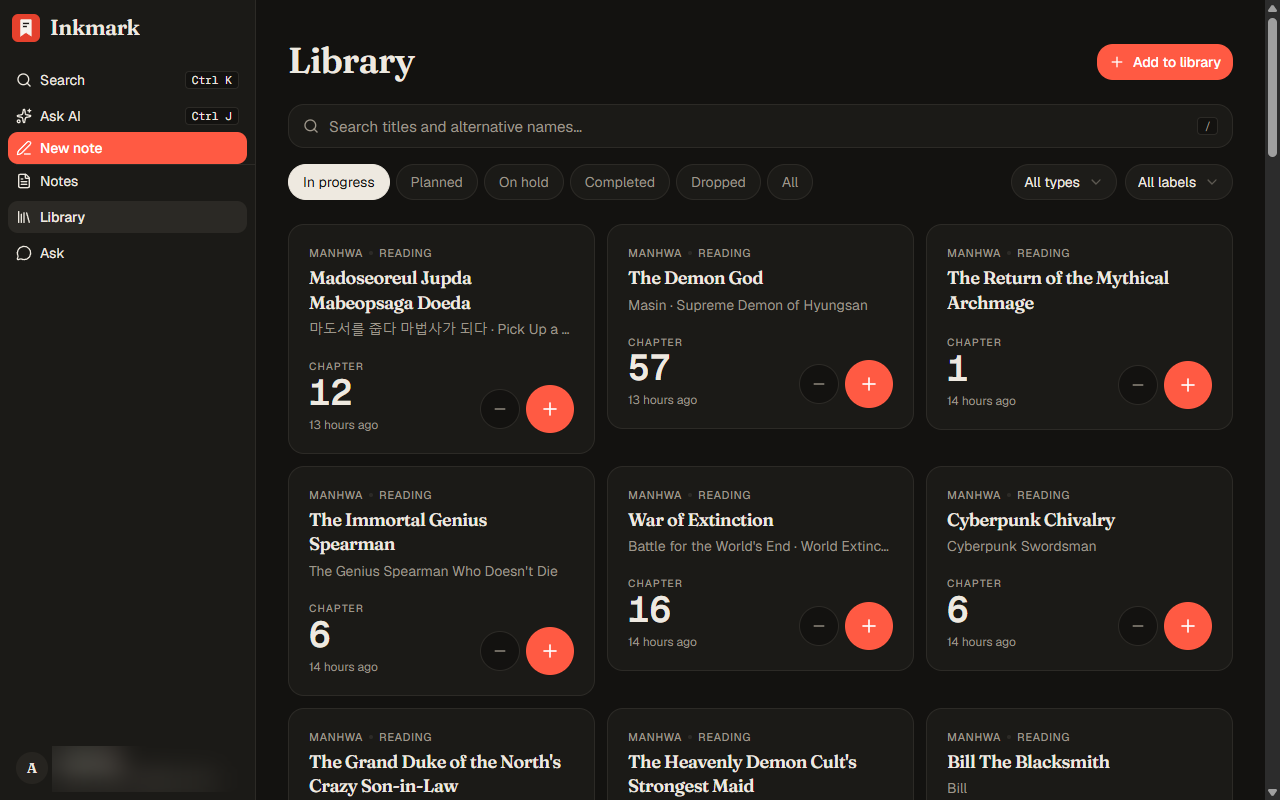 Inkmark
Search
Ctrl K
Ask AI
Ctrl J
New note
Notes
Library
Ask
A
Library
Add to library
Search titles and alternative names...
/
In progress
Planned
On hold
Completed
Dropped
All
All types
All labels
MANHWA • READING
Madoseoreul Jupda
Mabeopsaga Doeda
마도서를 줍다 마법사가 되다 · Pick Up a ...
CHAPTER
12
13 hours ago
MANHWA • READING
The Demon God
Masin · Supreme Demon of Hyungsan
CHAPTER
57
13 hours ago
MANHWA • READING
The Return of the Mythical
Archmage
CHAPTER
1
14 hours ago
MANHWA • READING
The Immortal Genius
Spearman
The Genius Spearman Who Doesn't Die
CHAPTER
6
14 hours ago
MANHWA • READING
War of Extinction
Battle for the World's End · World Extinc...
CHAPTER
16
14 hours ago
MANHWA • READING
Cyberpunk Chivalry
Cyberpunk Swordsman
CHAPTER
6
14 hours ago
MANHWA • READING
The Grand Duke of the North's
Crazy Son-in-Law
MANHWA • READING
The Heavenly Demon Cult's
Strongest Maid
MANHWA • READING
Bill The Blacksmith
Bill